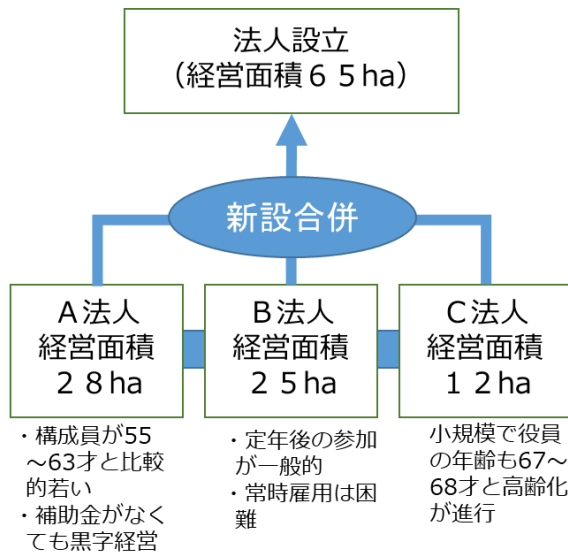 法人設立
（経営面積６５ha）
新設合併
Ａ法人
経営面積
２８ha
Ｂ法人
経営面積
２５ha
Ｃ法人
経営面積
１２ha
・構成員が55
～63才と比較
的若い
・補助金がなく
ても黒字経営
・定年後の参加
が一般的
・常時雇用は困
難
小規模で役員
の年齢も67～
68才と高齢化
が進行